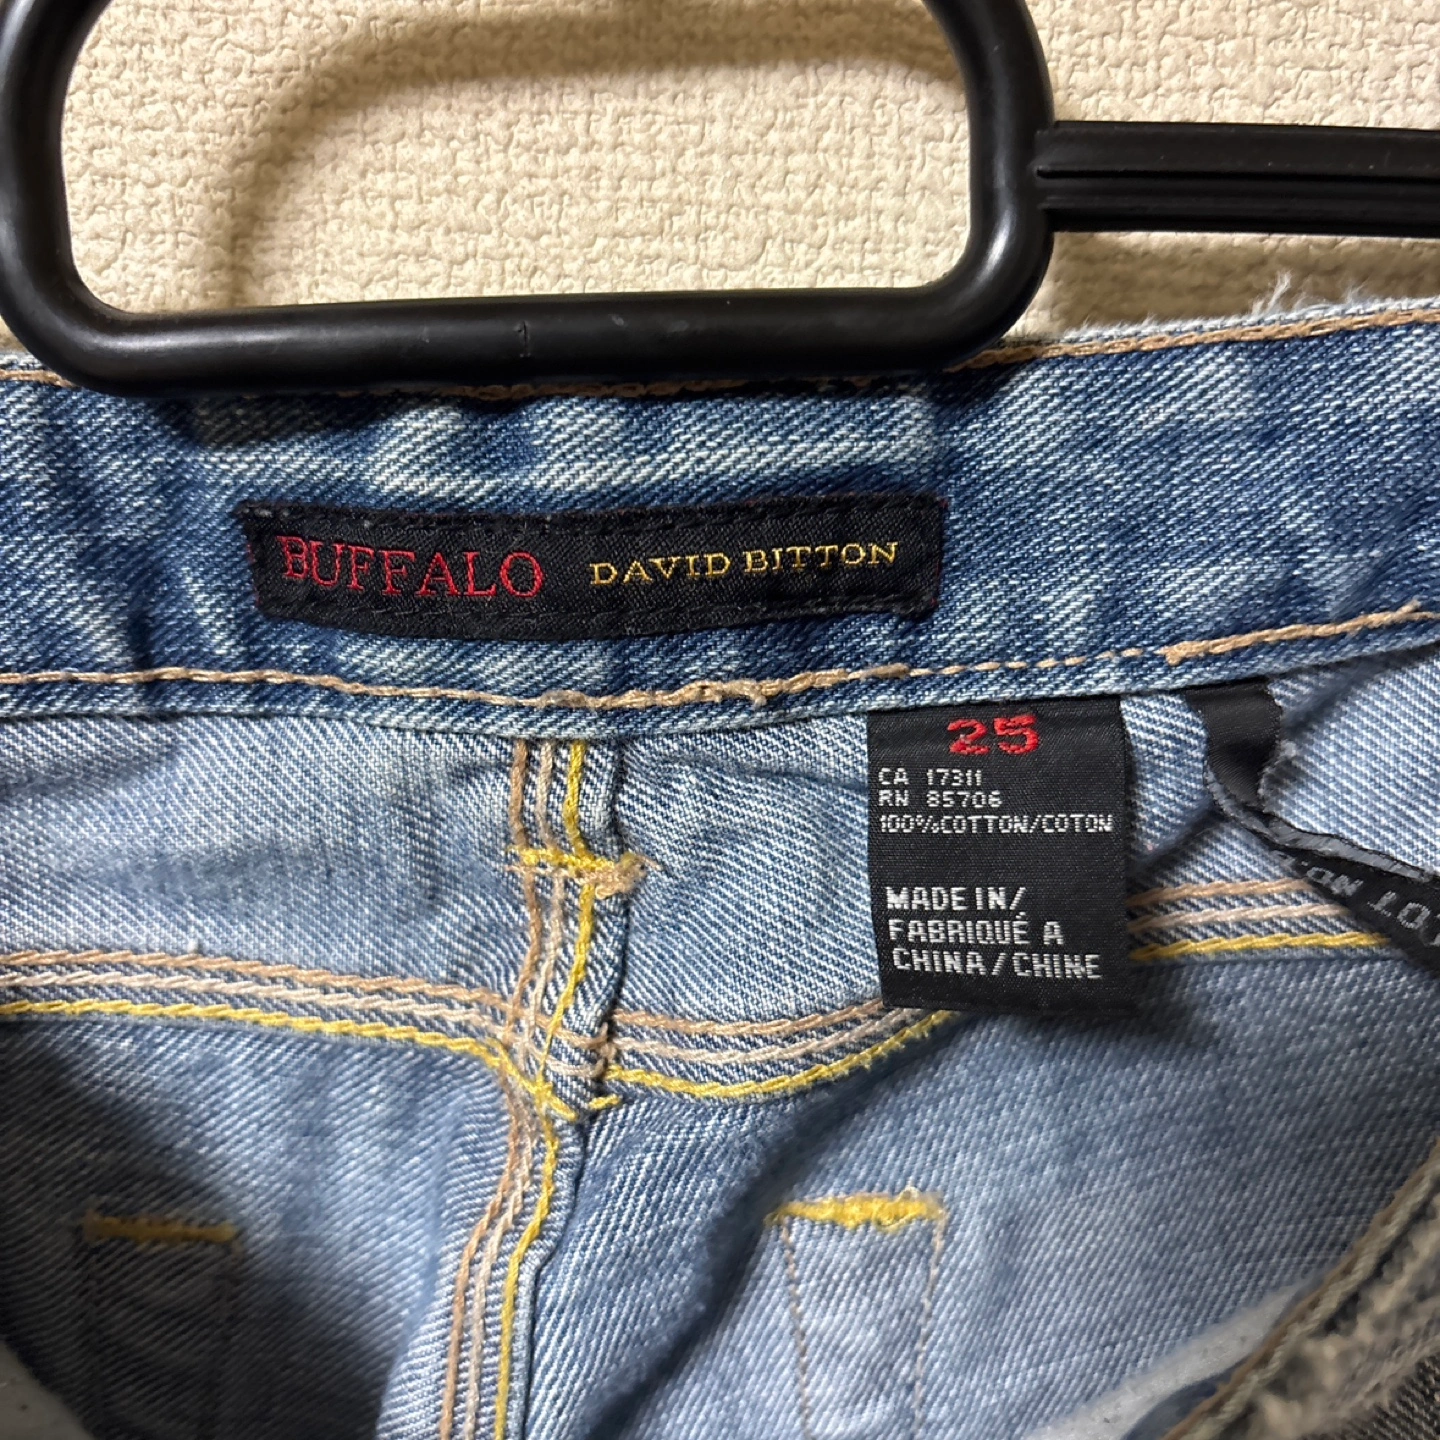 BUFFALO DAVID BITTON
25
CA 17311
RN 85706
100%COTTON/COTON
MADE IN/
FABRIQUÉ A
CHINA/CHINE